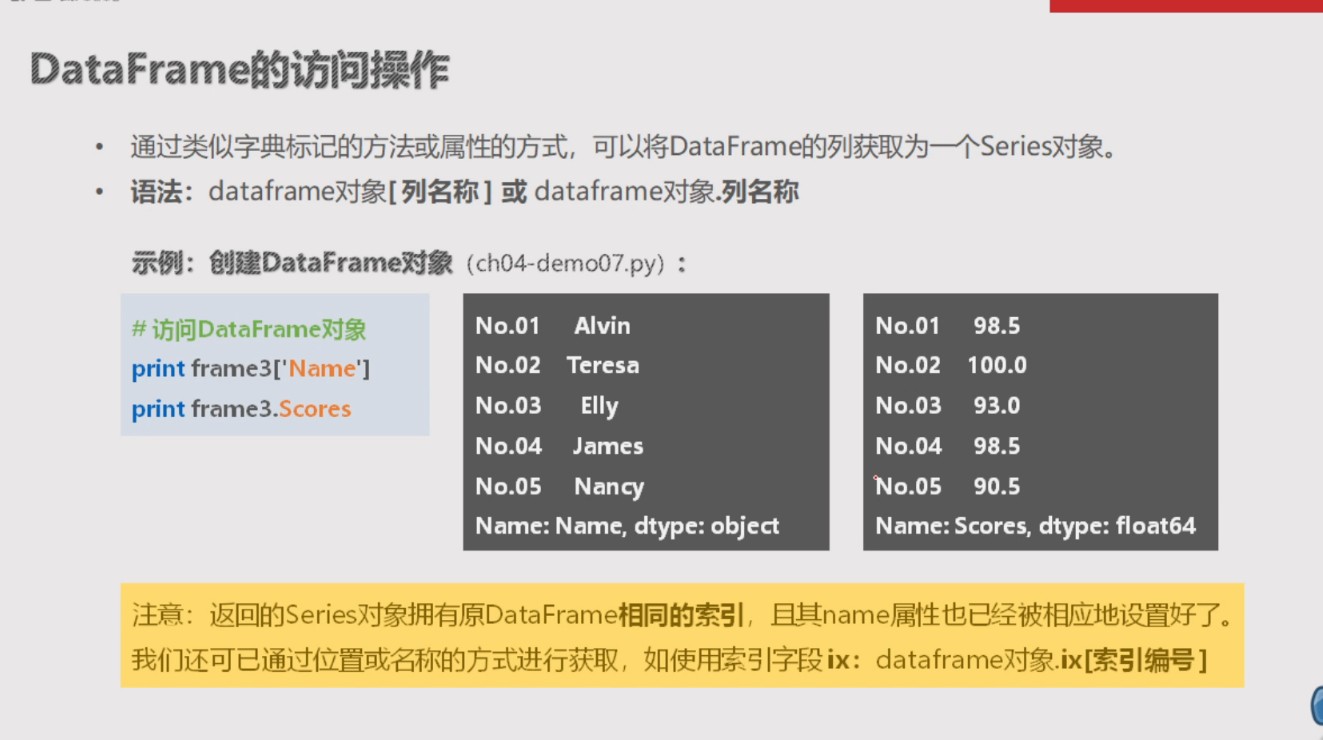 DataFrame的访问操作
• 通过类似字典标记的方法或属性的方式，可以将DataFrame的列获取为一个Series对象。
• 语法：dataframe对象[ 列名称 ] 或 dataframe对象.列名称
示例：创建DataFrame对象（ch04-demo07.py）：
# 访问DataFrame对象
print frame3['Name']
print frame3.Scores
No.01 Alvin
No.02 Teresa
No.03 Elly
No.04 James
No.05 Nancy
Name: Name, dtype: object
No.01 98.5
No.02 100.0
No.03 93.0
No.04 98.5
No.05 90.5
Name: Scores, dtype: float64
注意：返回的Series对象拥有原DataFrame相同的索引，且其name属性也已经被相应地设置好了。
我们还可已通过位置或名称的方式进行获取，如使用索引字段 ix：dataframe对象.ix[索引编号 ]